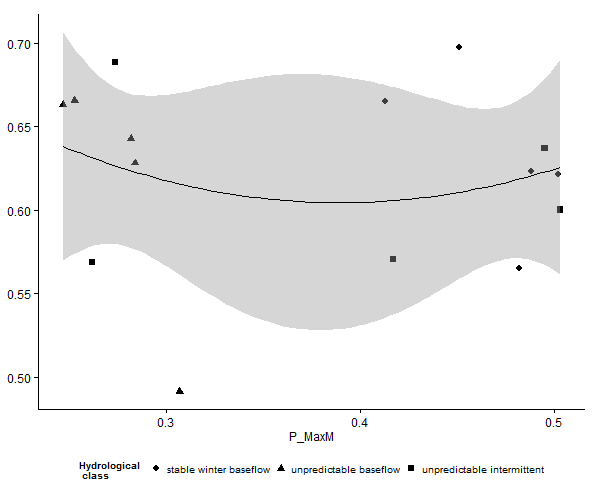 0.70
0.65
0.60
0.55
0.50
0.3 0.4 0.5
P_MaxM
Hydrological
class
stable winter baseflow unpredictable baseflow unpredictable intermittent